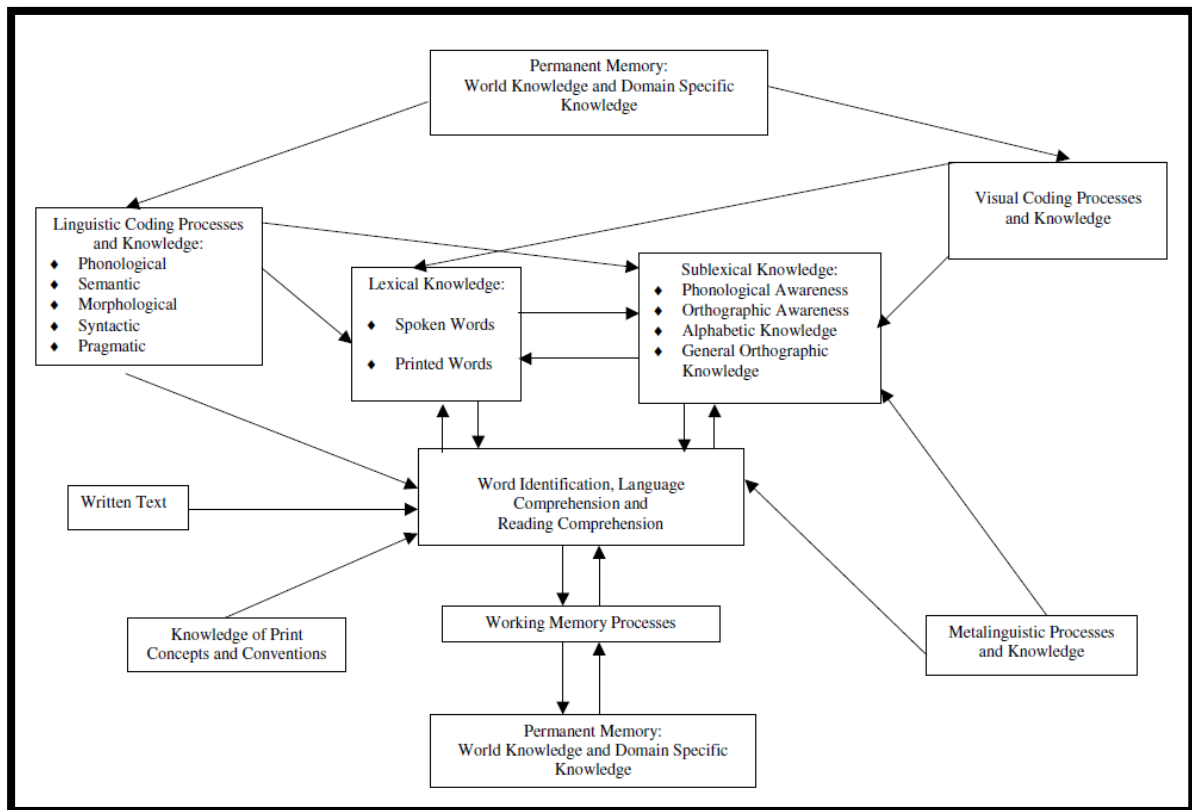 Permanent Memory:
World Knowledge and Domain Specific
Knowledge
Visual Coding Processes
and Knowledge
Linguistic Coding Processes
and Knowledge:
♦ Phonological
♦ Semantic
♦ Morphological
♦ Syntactic
♦ Pragmatic
Lexical Knowledge:
♦ Spoken Words
♦ Printed Words
Sublexical Knowledge:
♦ Phonological Awareness
♦ Orthographic Awareness
♦ Alphabetic Knowledge
♦ General Orthographic
Knowledge
Word Identification, Language
Comprehension and
Reading Comprehension
Written Text
Knowledge of Print
Concepts and Conventions
Working Memory Processes
Metalinguistic Processes
and Knowledge
Permanent Memory:
World Knowledge and Domain Specific
Knowledge